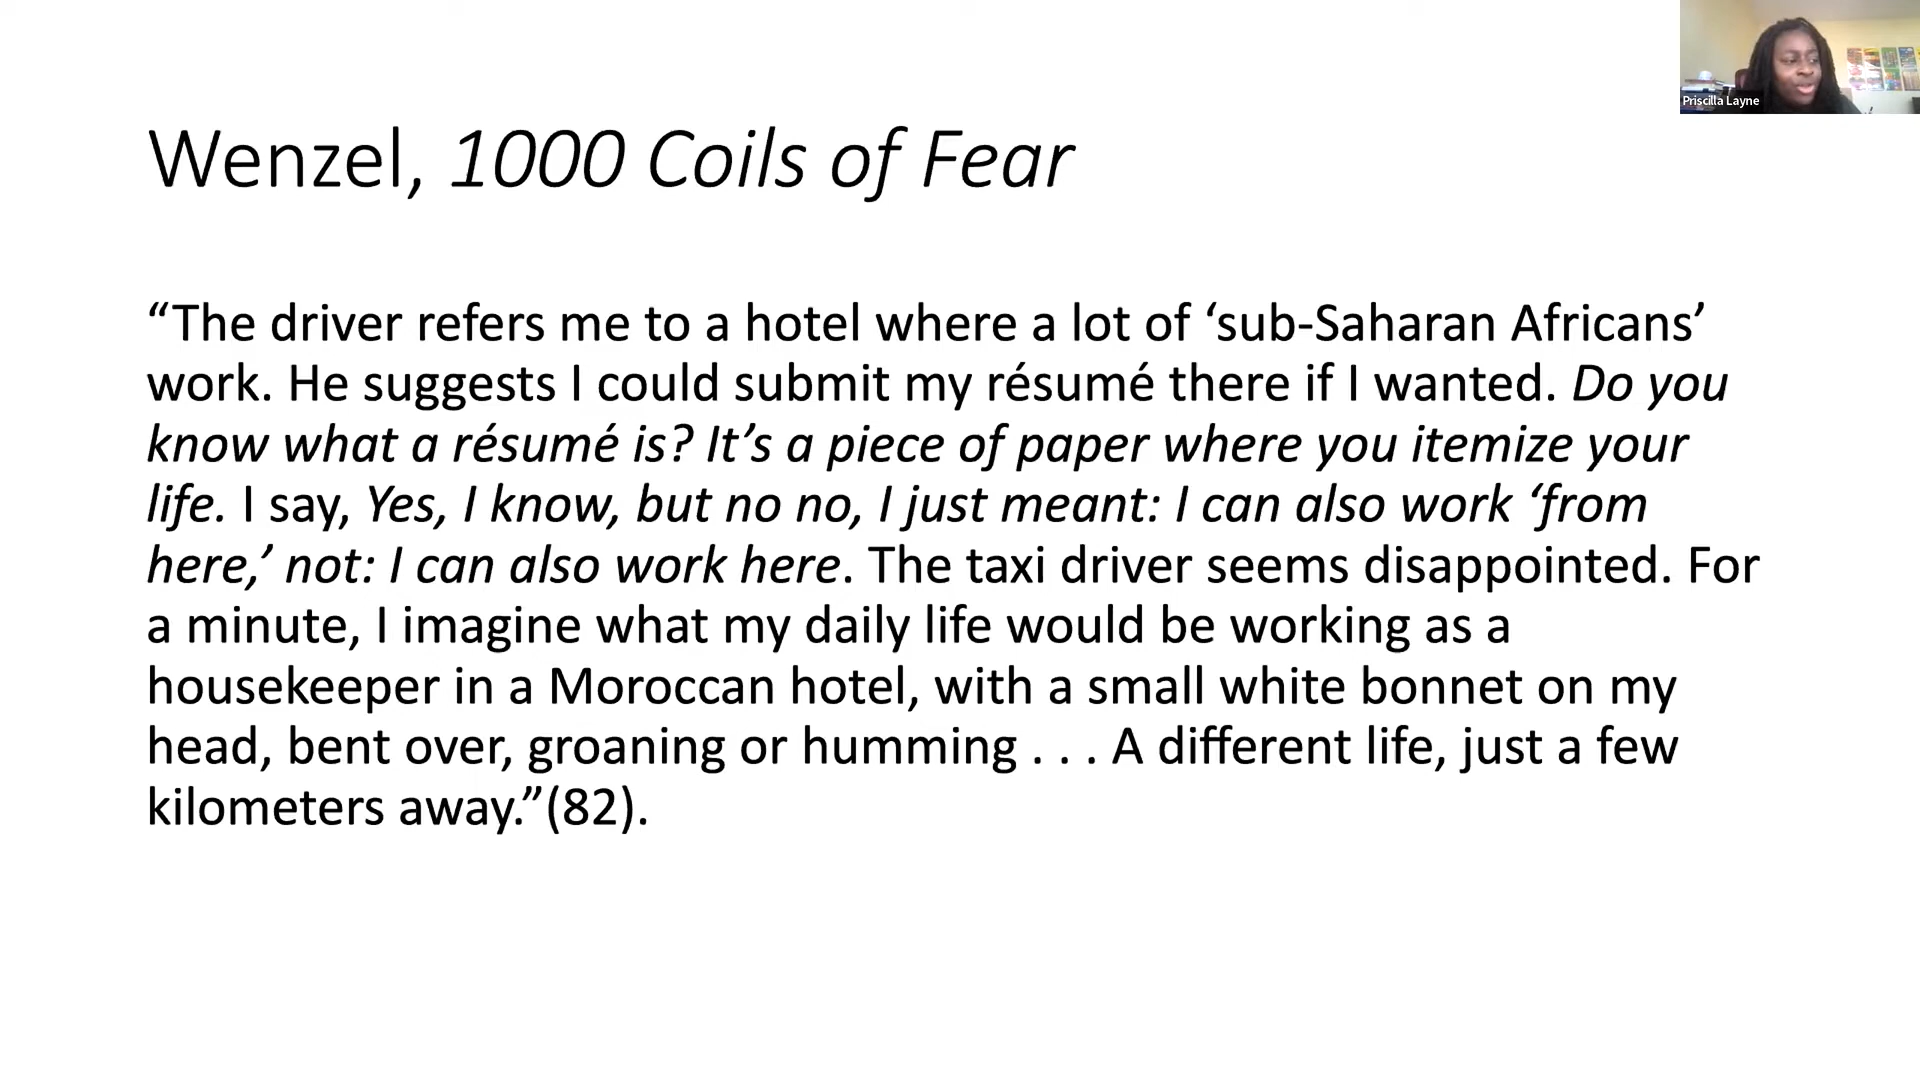 Priscilla Layne
Wenzel, 1000 Coils of Fear
“The driver refers me to a hotel where a lot of ‘sub-Saharan Africans’
work. He suggests I could submit my résumé there if I wanted. Do you
know what a résumé is? It’s a piece of paper where you itemize your
life. I say, Yes, I know, but no no, I just meant: I can also work ‘from
here,’ not: I can also work here. The taxi driver seems disappointed. For
a minute, I imagine what my daily life would be working as a
housekeeper in a Moroccan hotel, with a small white bonnet on my
head, bent over, groaning or humming . . . A different life, just a few
kilometers away.”(82).